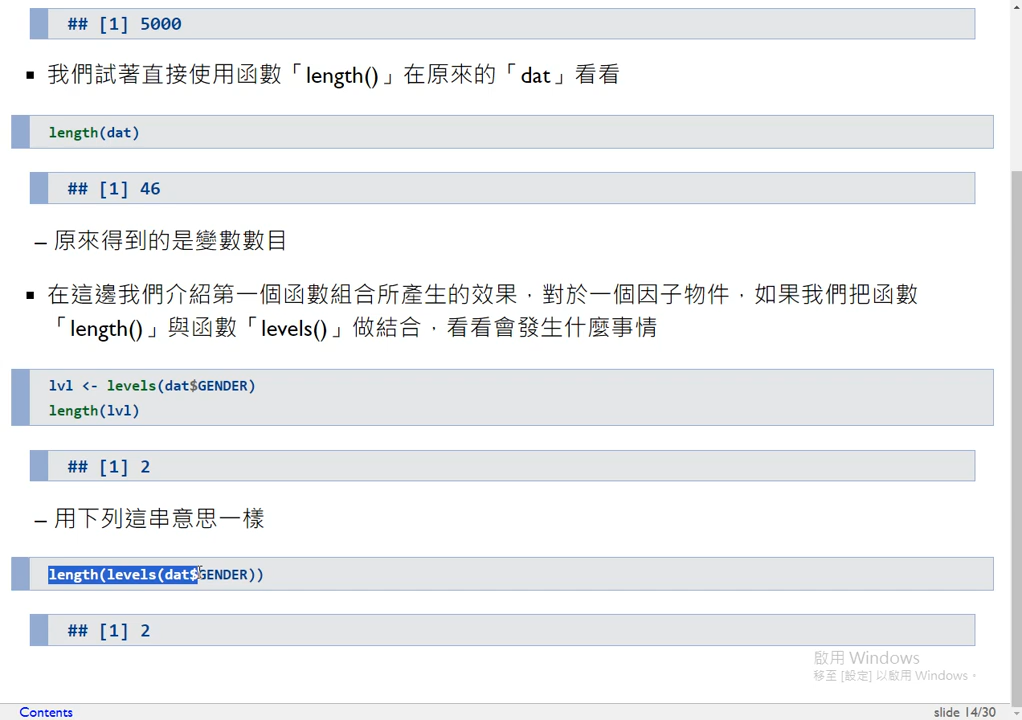 ## [1] 5000
▪ 我們試著直接使用函數「length()」在原來的「dat」看看
length(dat)
## [1] 46
– 原來得到的是變數數目
▪ 在這邊我們介紹第一個函數組合所產生的效果，對於一個因子物件，如果我們把函數
「length()」與函數「levels()」做結合，看看會發生什麼事情
lvl <- levels(dat$GENDER)
length(lvl)
## [1] 2
– 用下列這串意思一樣
length(levels(dat$GENDER))
## [1] 2
啟用 Windows
移至 [設定] 以啟用 Windows。
Contents
slide 14/30